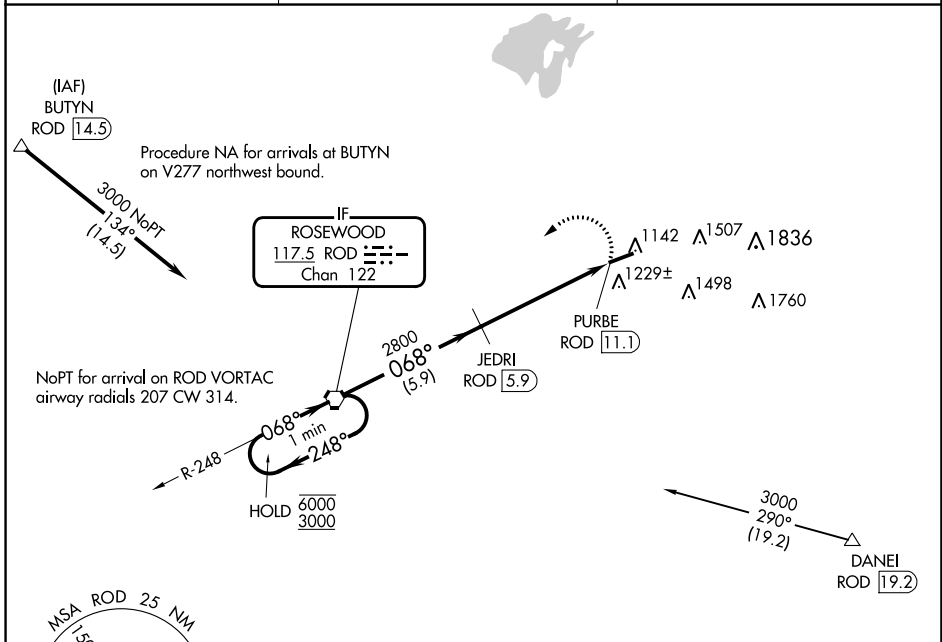 (IAF)
BUTYN
ROD 14.5
Procedure NA for arrivals at BUTYN
on V277 northwest bound.
3000 NoPT
134°
(14.5)
IF
ROSEWOOD
117.5 ROD
Chan 122
1142
1507
1836
1229±
1498
1760
PURBE
ROD 11.1
2800
068°
(5.9)
JEDRI
ROD 5.9
NoPT for arrival on ROD VORTAC
airway radials 207 CW 314.
068°
1 min
248°
R-248
HOLD 6000
3000
3000
290°
(19.2)
DANEI
ROD 19.2
MSA ROD 25 NM